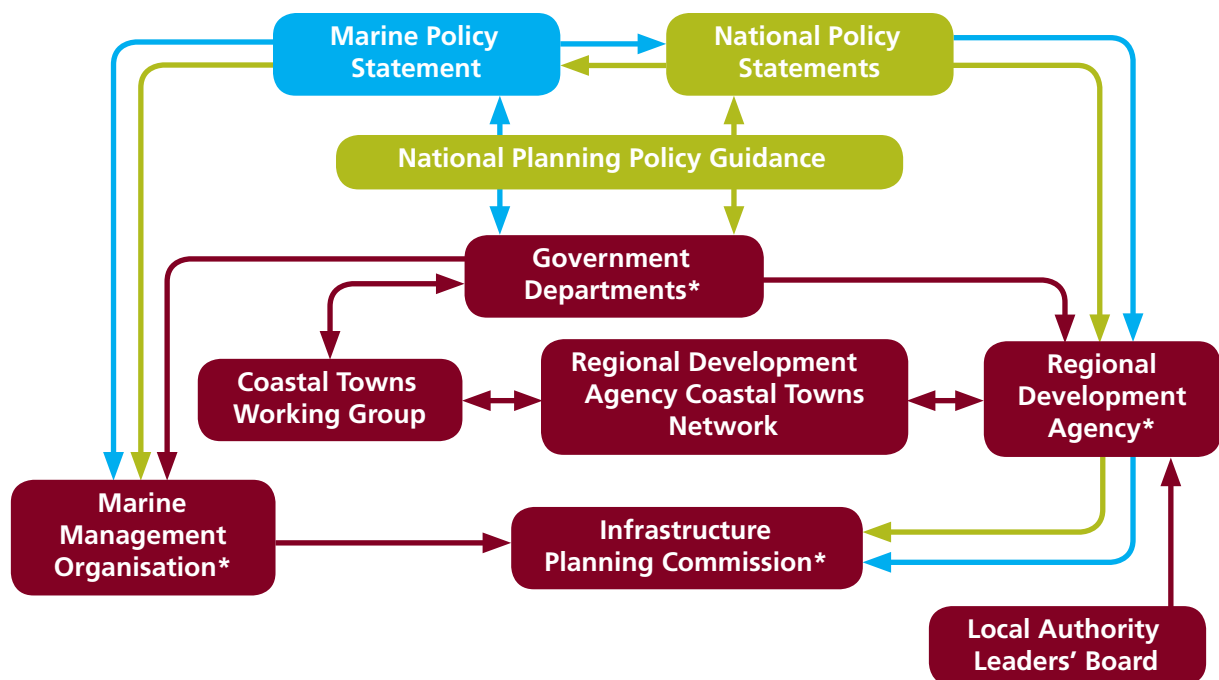 Marine Policy
Statement
National Policy
Statements
National Planning Policy Guidance
Government
Departments*
Coastal Towns
Working Group
Regional Development
Agency Coastal Towns
Network
Regional
Development
Agency*
Marine
Management
Organisation*
Infrastructure
Planning Commission*
Local Authority
Leaders’ Board